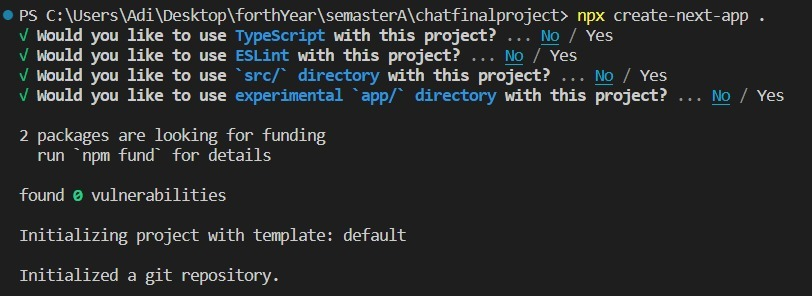 PS C:\Users\Adi\Desktop\forthYear\semasterA\chatfinalproject> npx create-next-app .
√ Would you like to use TypeScript with this project? ... No / Yes
√ Would you like to use ESLint with this project? ... No / Yes
√ Would you like to use `src/` directory with this project? ... No / Yes
√ Would you like to use experimental `app/` directory with this project? ... No / Yes
2 packages are looking for funding
run `npm fund` for details
found 0 vulnerabilities
Initializing project with template: default
Initialized a git repository.